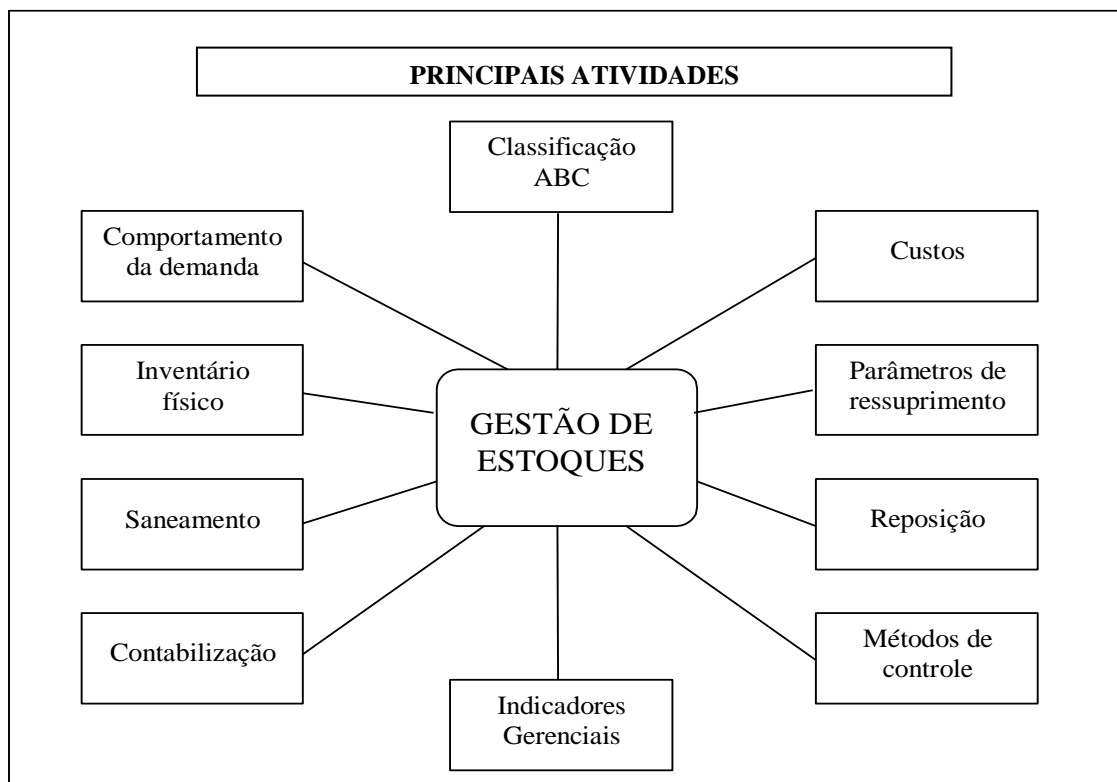 PRINCIPAIS ATIVIDADES
Classificação
ABC
Comportamento
da demanda
Custos
Inventário
físico
Parâmetros de
ressuprimento
GESTÃO DE
ESTOQUES
Saneamento
Reposição
Contabilização
Métodos de
controle
Indicadores
Gerenciais